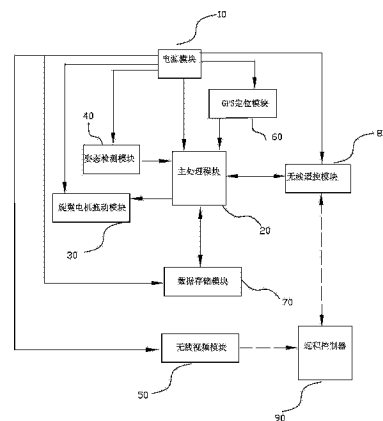 10
电源模块
GPS定位模块
40
60
80
姿态检测模块
主处理模块
无线遥控模块
旋翼电机驱动模块
30
20
数据存储模块
70
无线视频模块
远程控制器
50
90